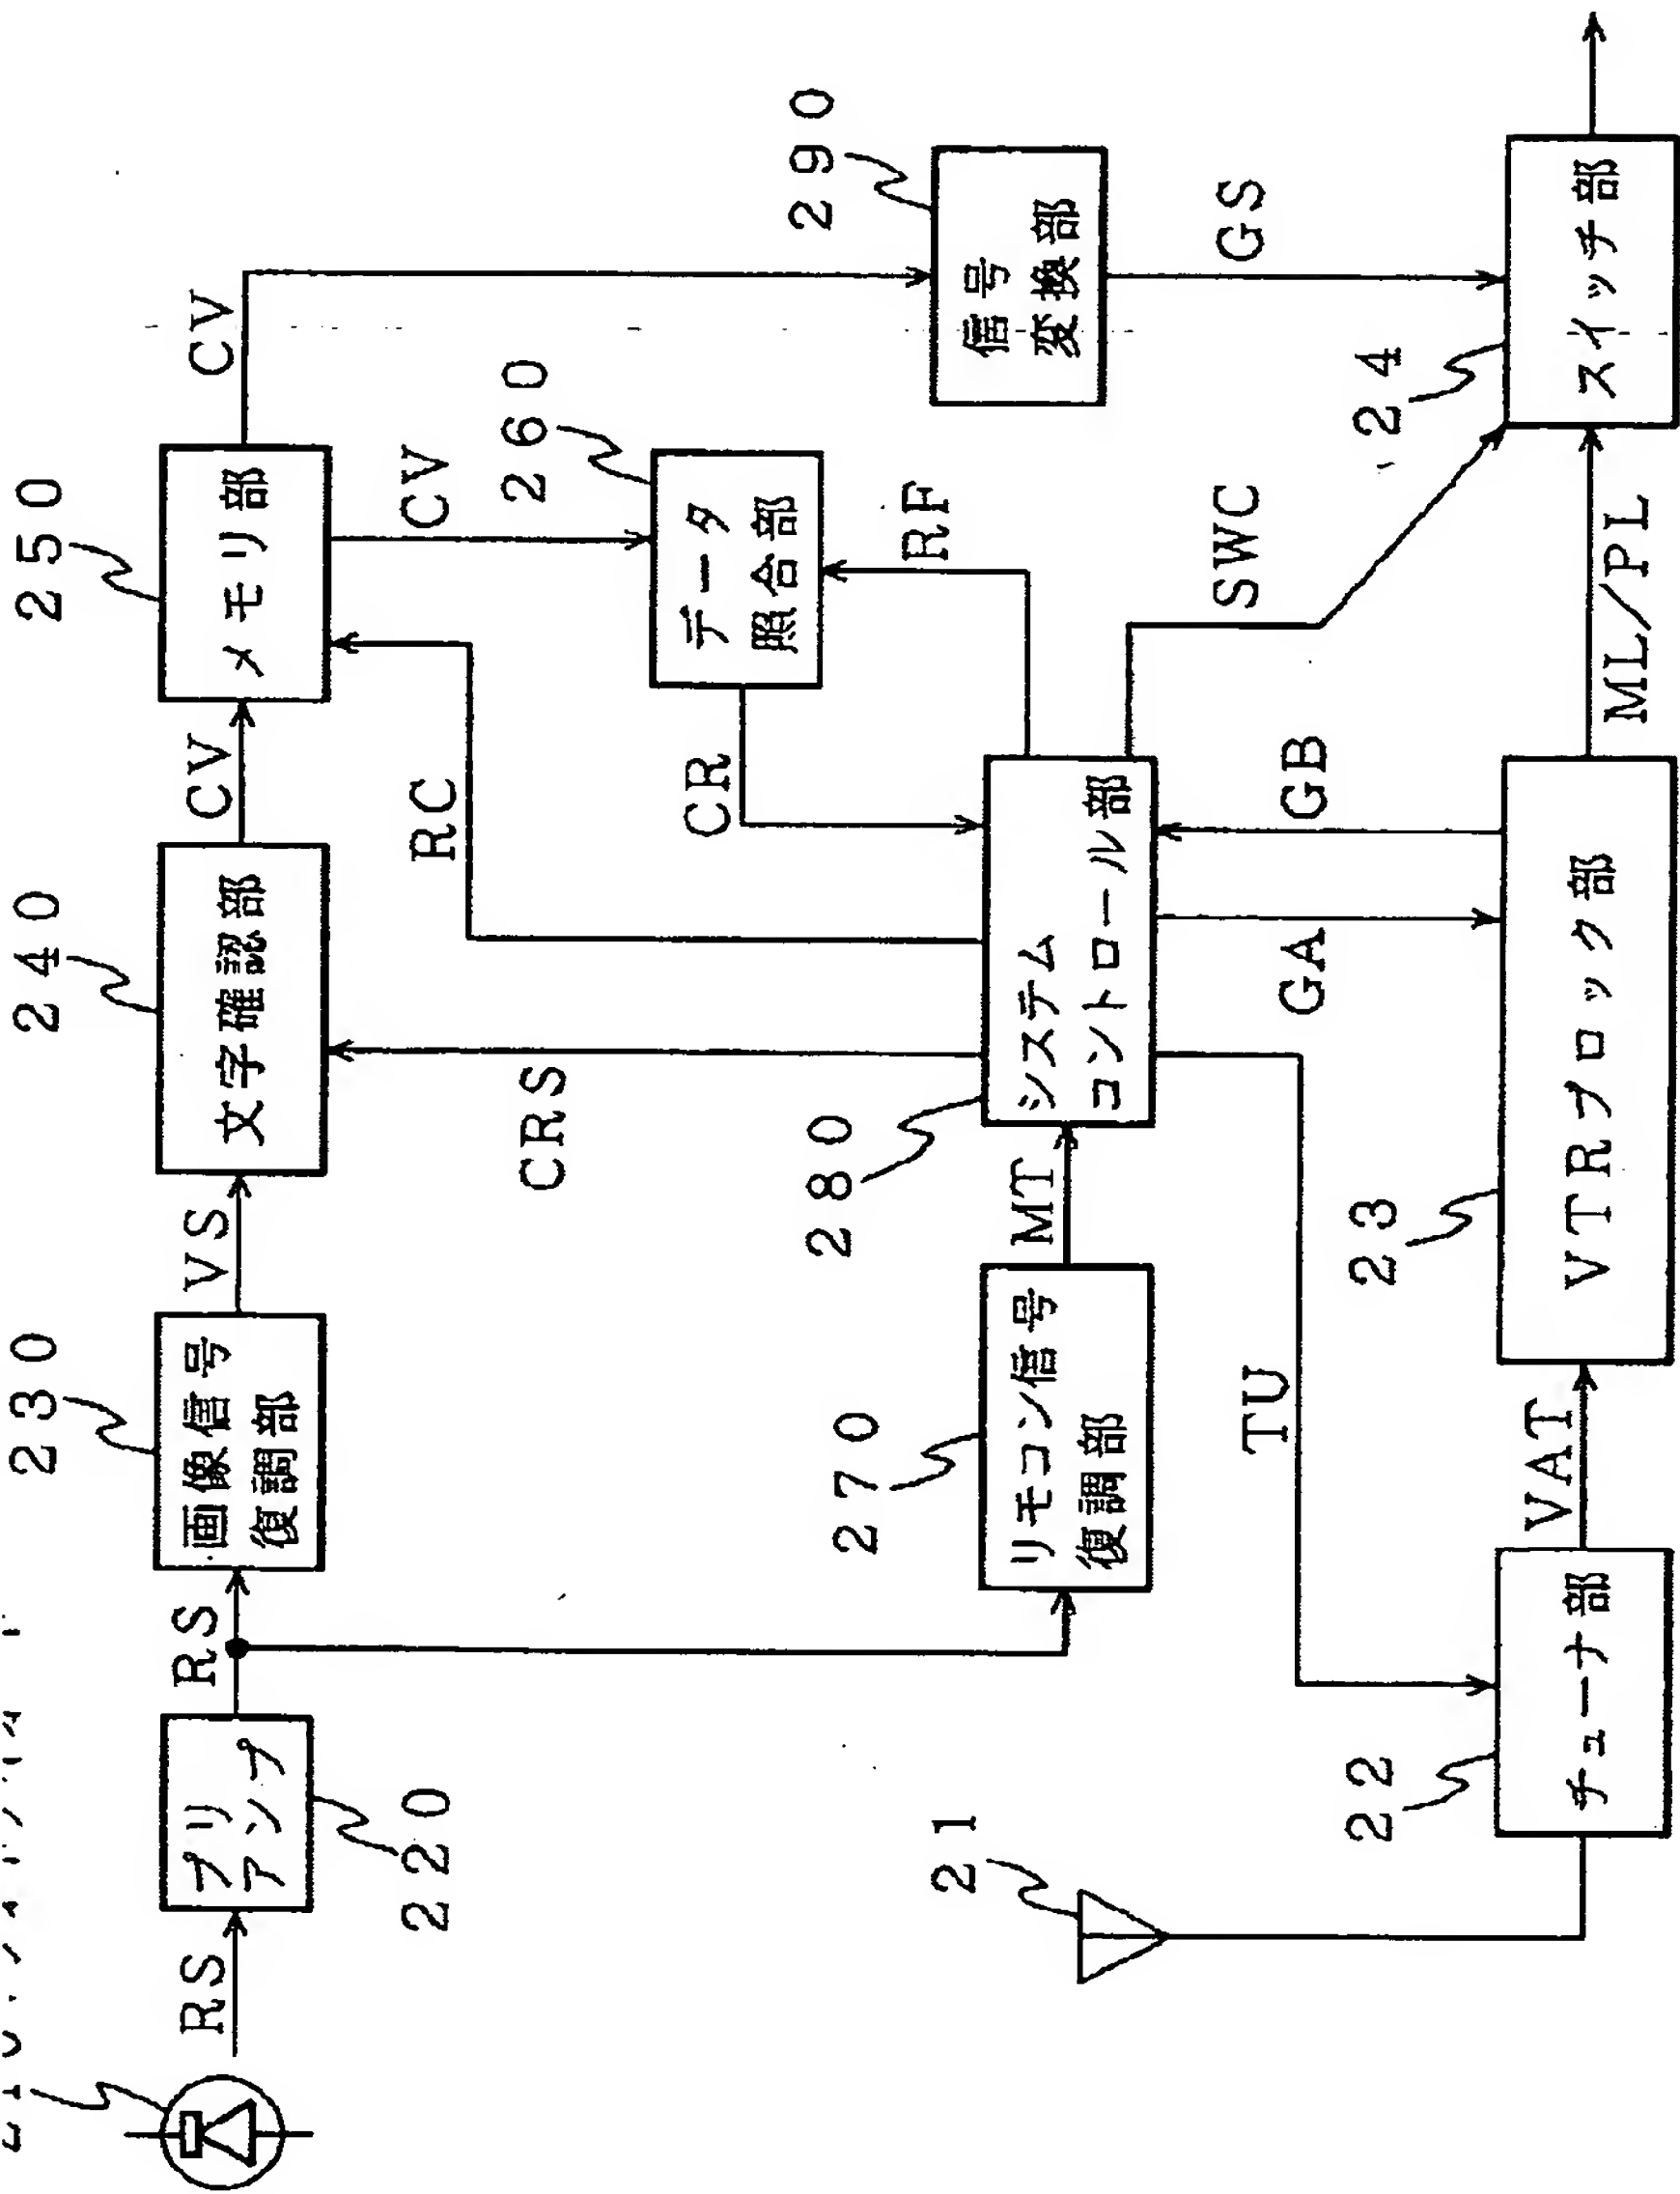 RS
プリ
アンプ
220
RS
230
画像信号
復調部
VS
240
文字確認部
CV
250
メモリ部
CV
CV
RC
CRS
260
データ
照合部
CR
RF
290
信号
変換部
GS
270
リモコン信号
復調部
MT
280
システム
コントロール部
SWC
TU
GA
GB
21
22
チューナ部
VAT
23
VTRブロック部
ML/PL
24
スイッチ部